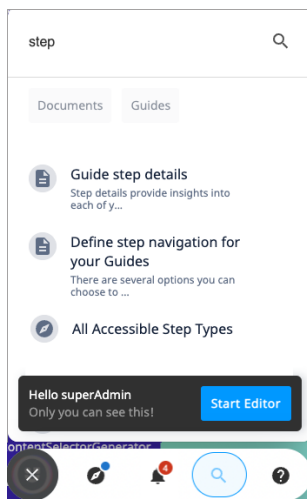 step
Documents Guides
Guide step details
Step details provide insights into
each of y...
Define step navigation for
your Guides
There are several options you can
choose to ...
All Accessible Step Types
Hello superAdmin
Only you can see this!
Start Editor
ontentSelectorGenerator
4